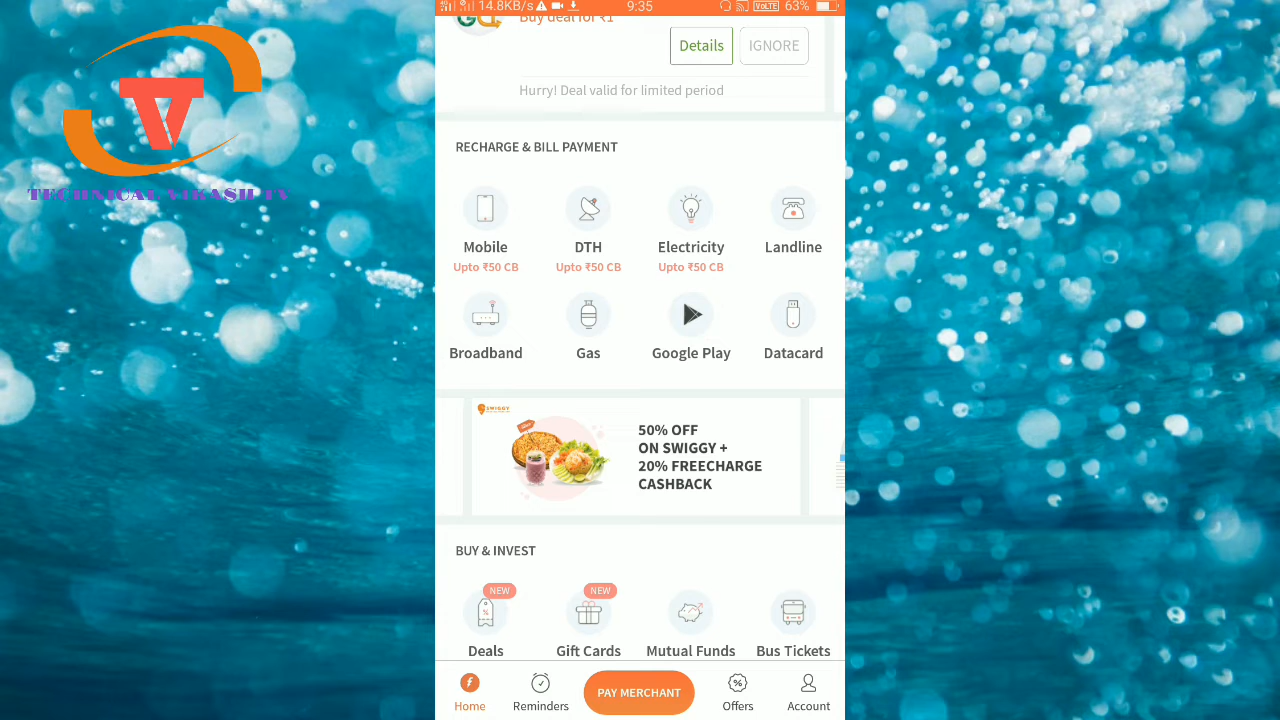 TECHNICAL VIKASH TV
14.8KB/s 9:35 VoLTE 63%
Buy deal for ₹1
Details IGNORE
Hurry! Deal valid for limited period
RECHARGE & BILL PAYMENT
Mobile DTH Electricity Landline
Upto ₹50 CB Upto ₹50 CB Upto ₹50 CB
Broadband Gas Google Play Datacard
SWIGGY
50% OFF
ON SWIGGY +
20% FREECHARGE
CASHBACK
BUY & INVEST
NEW NEW
Deals Gift Cards Mutual Funds Bus Tickets
Home Reminders PAY MERCHANT Offers Account